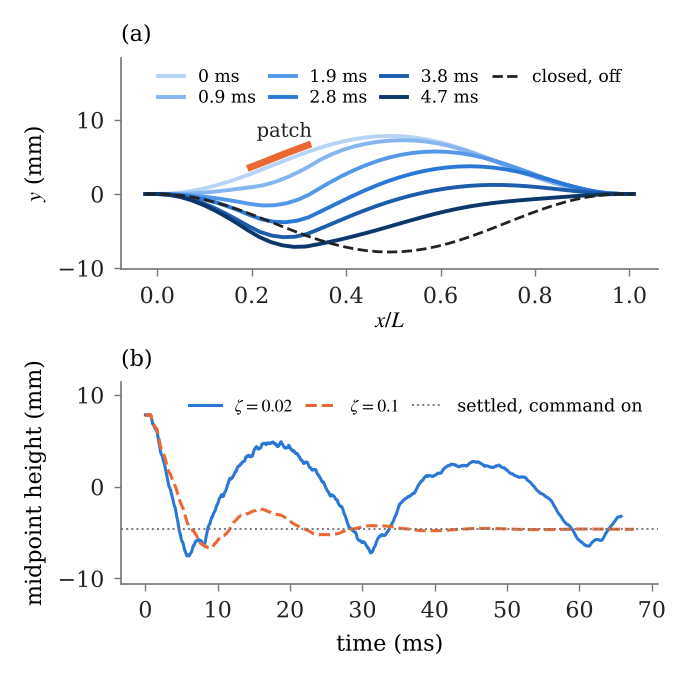 (a)
0 ms 1.9 ms 3.8 ms closed, off
0.9 ms 2.8 ms 4.7 ms
patch
y (mm)
10
0
−10
0.0 0.2 0.4 0.6 0.8 1.0
x/L
(b)
midpoint height (mm)
ζ = 0.02 ζ = 0.1 settled, command on
10
0
−10
0 10 20 30 40 50 60 70
time (ms)